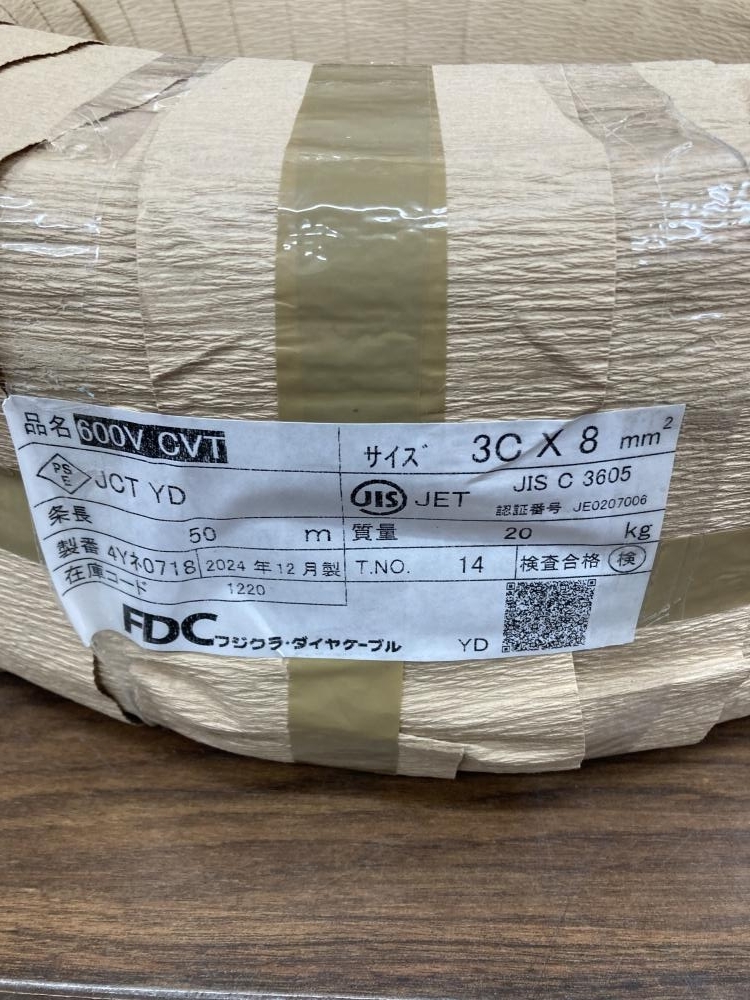 品名 600V CVT サイズ 3C X 8 mm²
PS E JCT YD JIS JET JIS C 3605
認証番号 JE0207006
条長 50 m 質量 20 kg
製番 4Yネ0718 2024 年 12 月製 T.NO. 14 検査合格 検
在庫コード 1220
FDC フジクラ・ダイヤケーブル YD